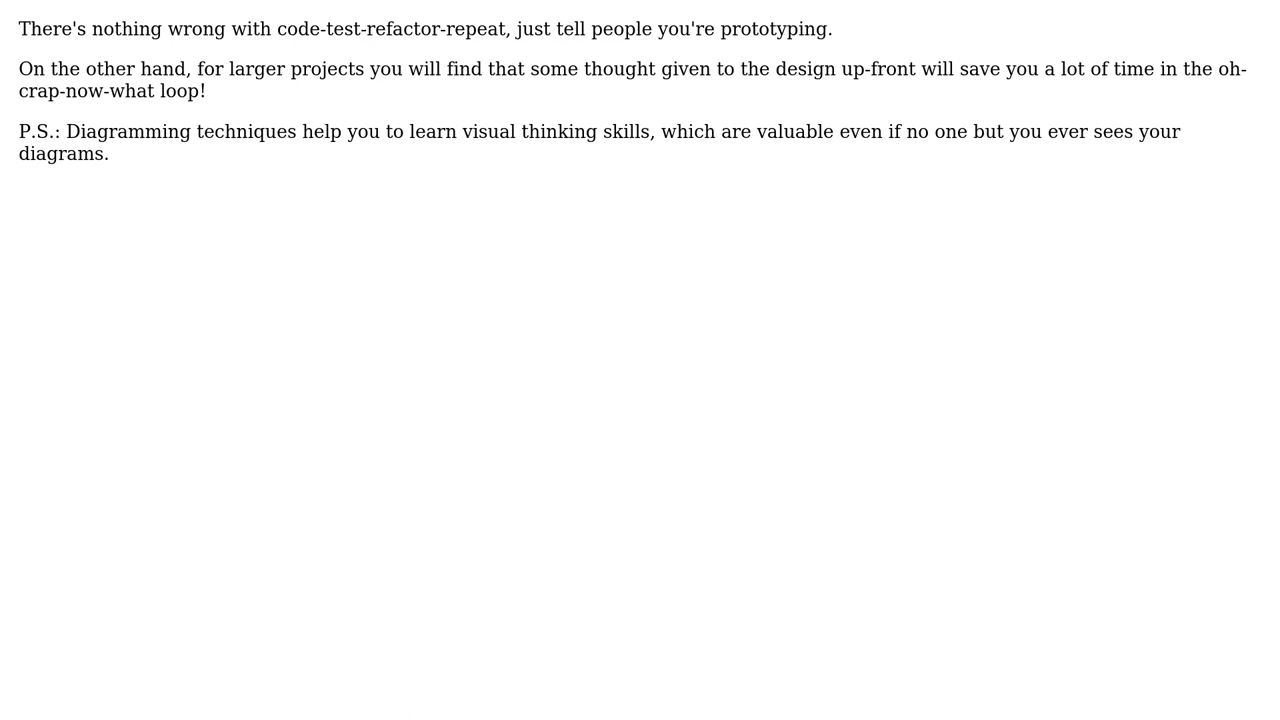 There's nothing wrong with code-test-refactor-repeat, just tell people you're prototyping.
On the other hand, for larger projects you will find that some thought given to the design up-front will save you a lot of time in the oh-
crap-now-what loop!
P.S.: Diagramming techniques help you to learn visual thinking skills, which are valuable even if no one but you ever sees your
diagrams.